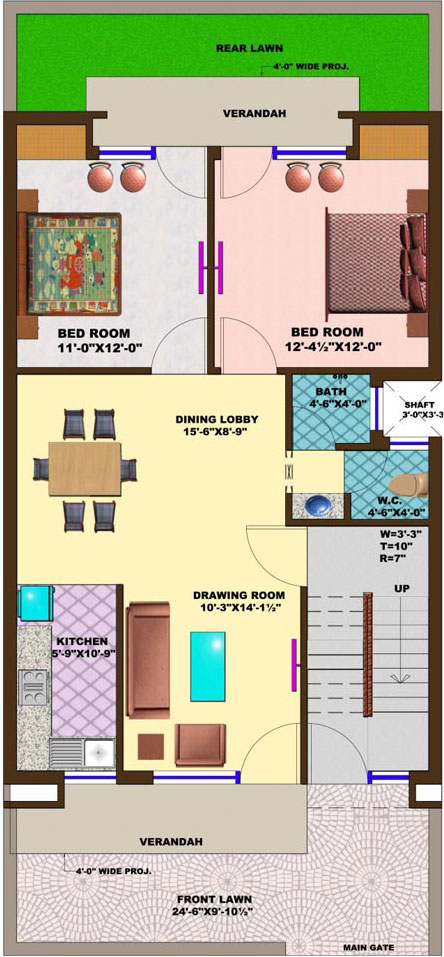 REAR LAWN
4'-0" WIDE PROJ.
VERANDAH
BED ROOM
11'-0"X12'-0"
BED ROOM
12'-4½"X12'-0"
BATH
4'-6"X4'-0"
SHAFT
3'-0"X3'-3
DINING LOBBY
15'-6"X8'-9"
W.C.
4'-6"X4'-0"
W=3'-3"
T=10"
R=7"
UP
DRAWING ROOM
10'-3"X14'-1½"
KITCHEN
5'-9"X10'-9"
VERANDAH
4'-0" WIDE PROJ.
FRONT LAWN
24'-6"X9'-10½"
MAIN GATE